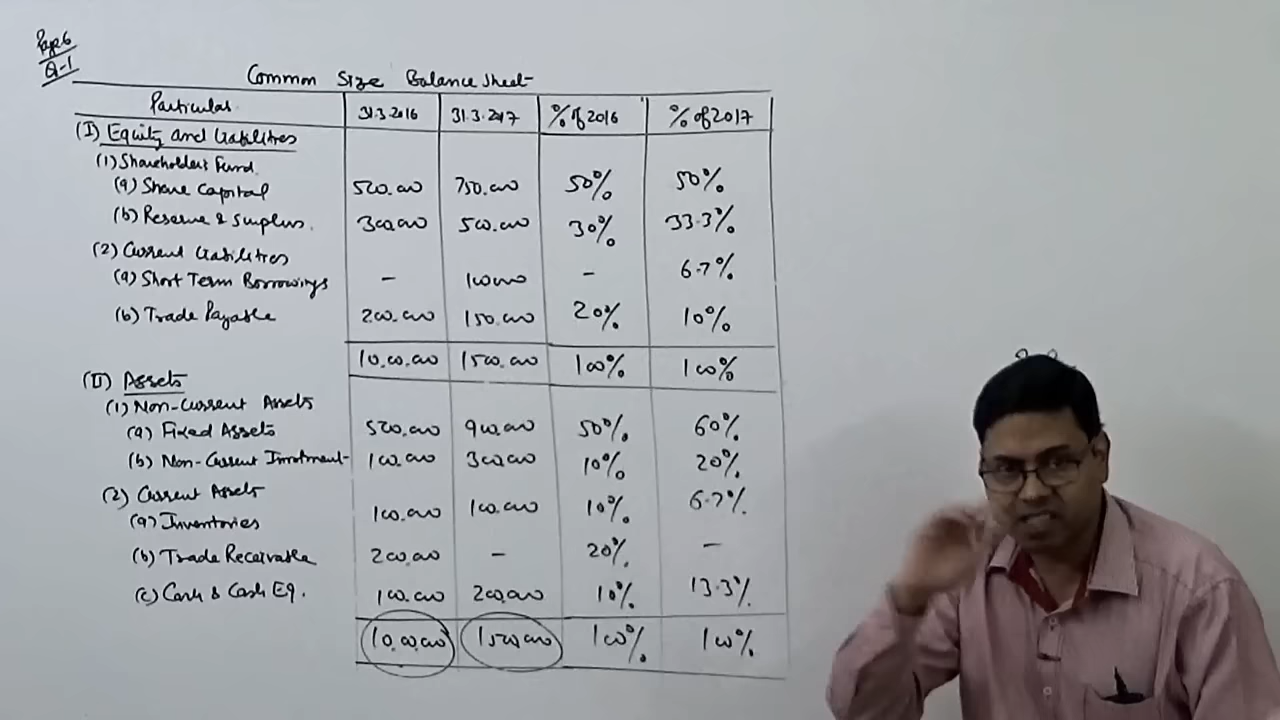 Page 6
Q-1
Common Size Balance Sheet
Particular 31.3.2016 31.3.2017 % of 2016 % of 2017
(I) Equity and Liabilities
(1) Shareholders Fund
(a) Share Capital 500,000 750,000 50% 50%
(b) Reserve & Surplus. 300,000 500,000 30% 33.3%
(2) Current Liabilities
(a) Short Term Borrowings - 100,000 - 6.7%
(b) Trade Payable 200,000 150,000 20% 10%
10,00,000 1500,000 100% 100%
(II) Assets
(1) Non-Current Assets
(a) Fixed Assets 500,000 900,000 50% 60%
(b) Non-Current Investment 100,000 300,000 10% 20%
(2) Current Assets
(a) Inventories 100,000 100,000 10% 6.7%
(b) Trade Receivable 200,000 - 20% -
(c) Cash & Cash Eq. 100,000 200,000 10% 13.3%
10,00,000 1500,000 100% 100%